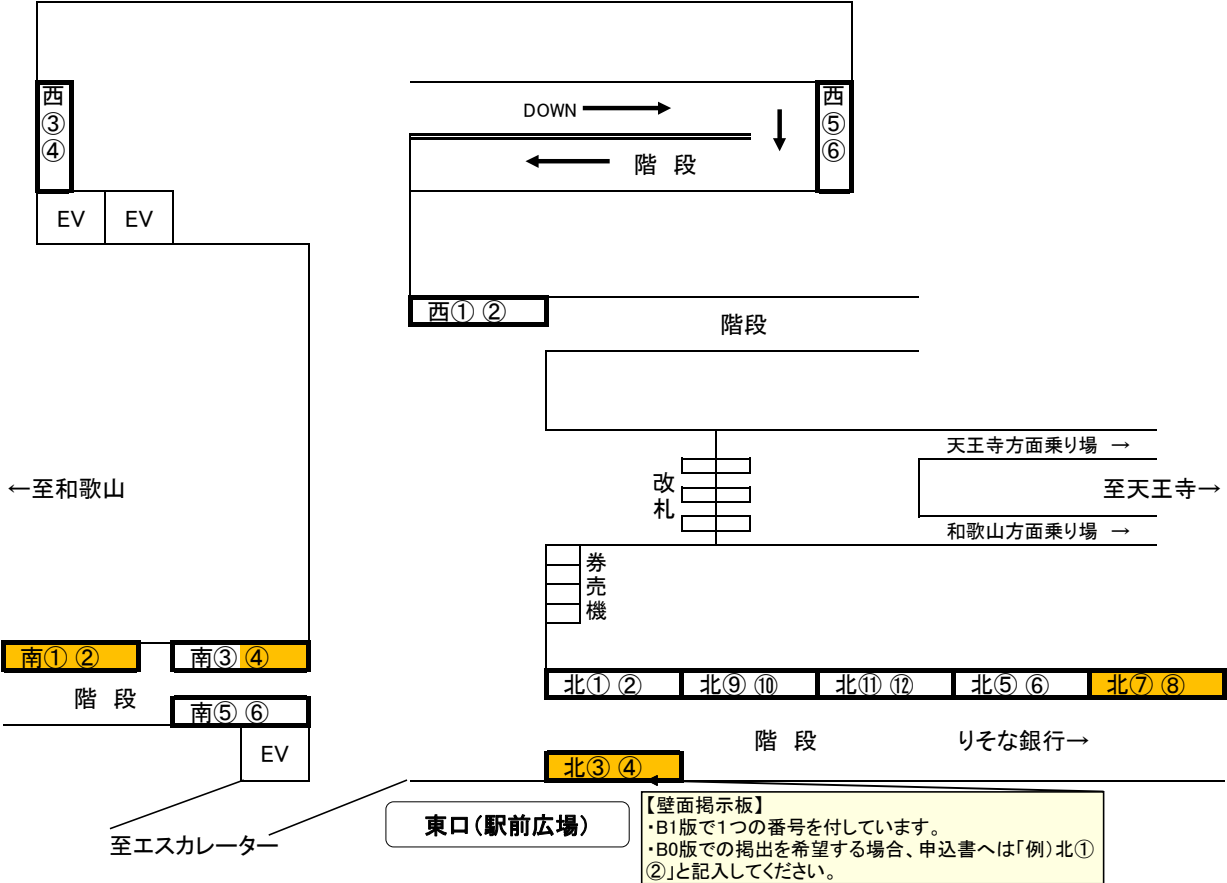 西
③
④
DOWN
階 段
西
⑤
⑥
EV
EV
西① ②
階段
天王寺方面乗り場 →
←至和歌山
改
札
至天王寺→
和歌山方面乗り場 →
券
売
機
南① ②
南③ ④
階 段
南⑤ ⑥
EV
北① ②
北⑨ ⑩
北⑪ ⑫
北⑤ ⑥
北⑦ ⑧
階 段
りそな銀行→
北③ ④
至エスカレーター
東口(駅前広場)
【壁面掲示板】
・B1版で1つの番号を付しています。
・B0版での掲出を希望する場合、申込書へは「例)北①
②」と記入してください。